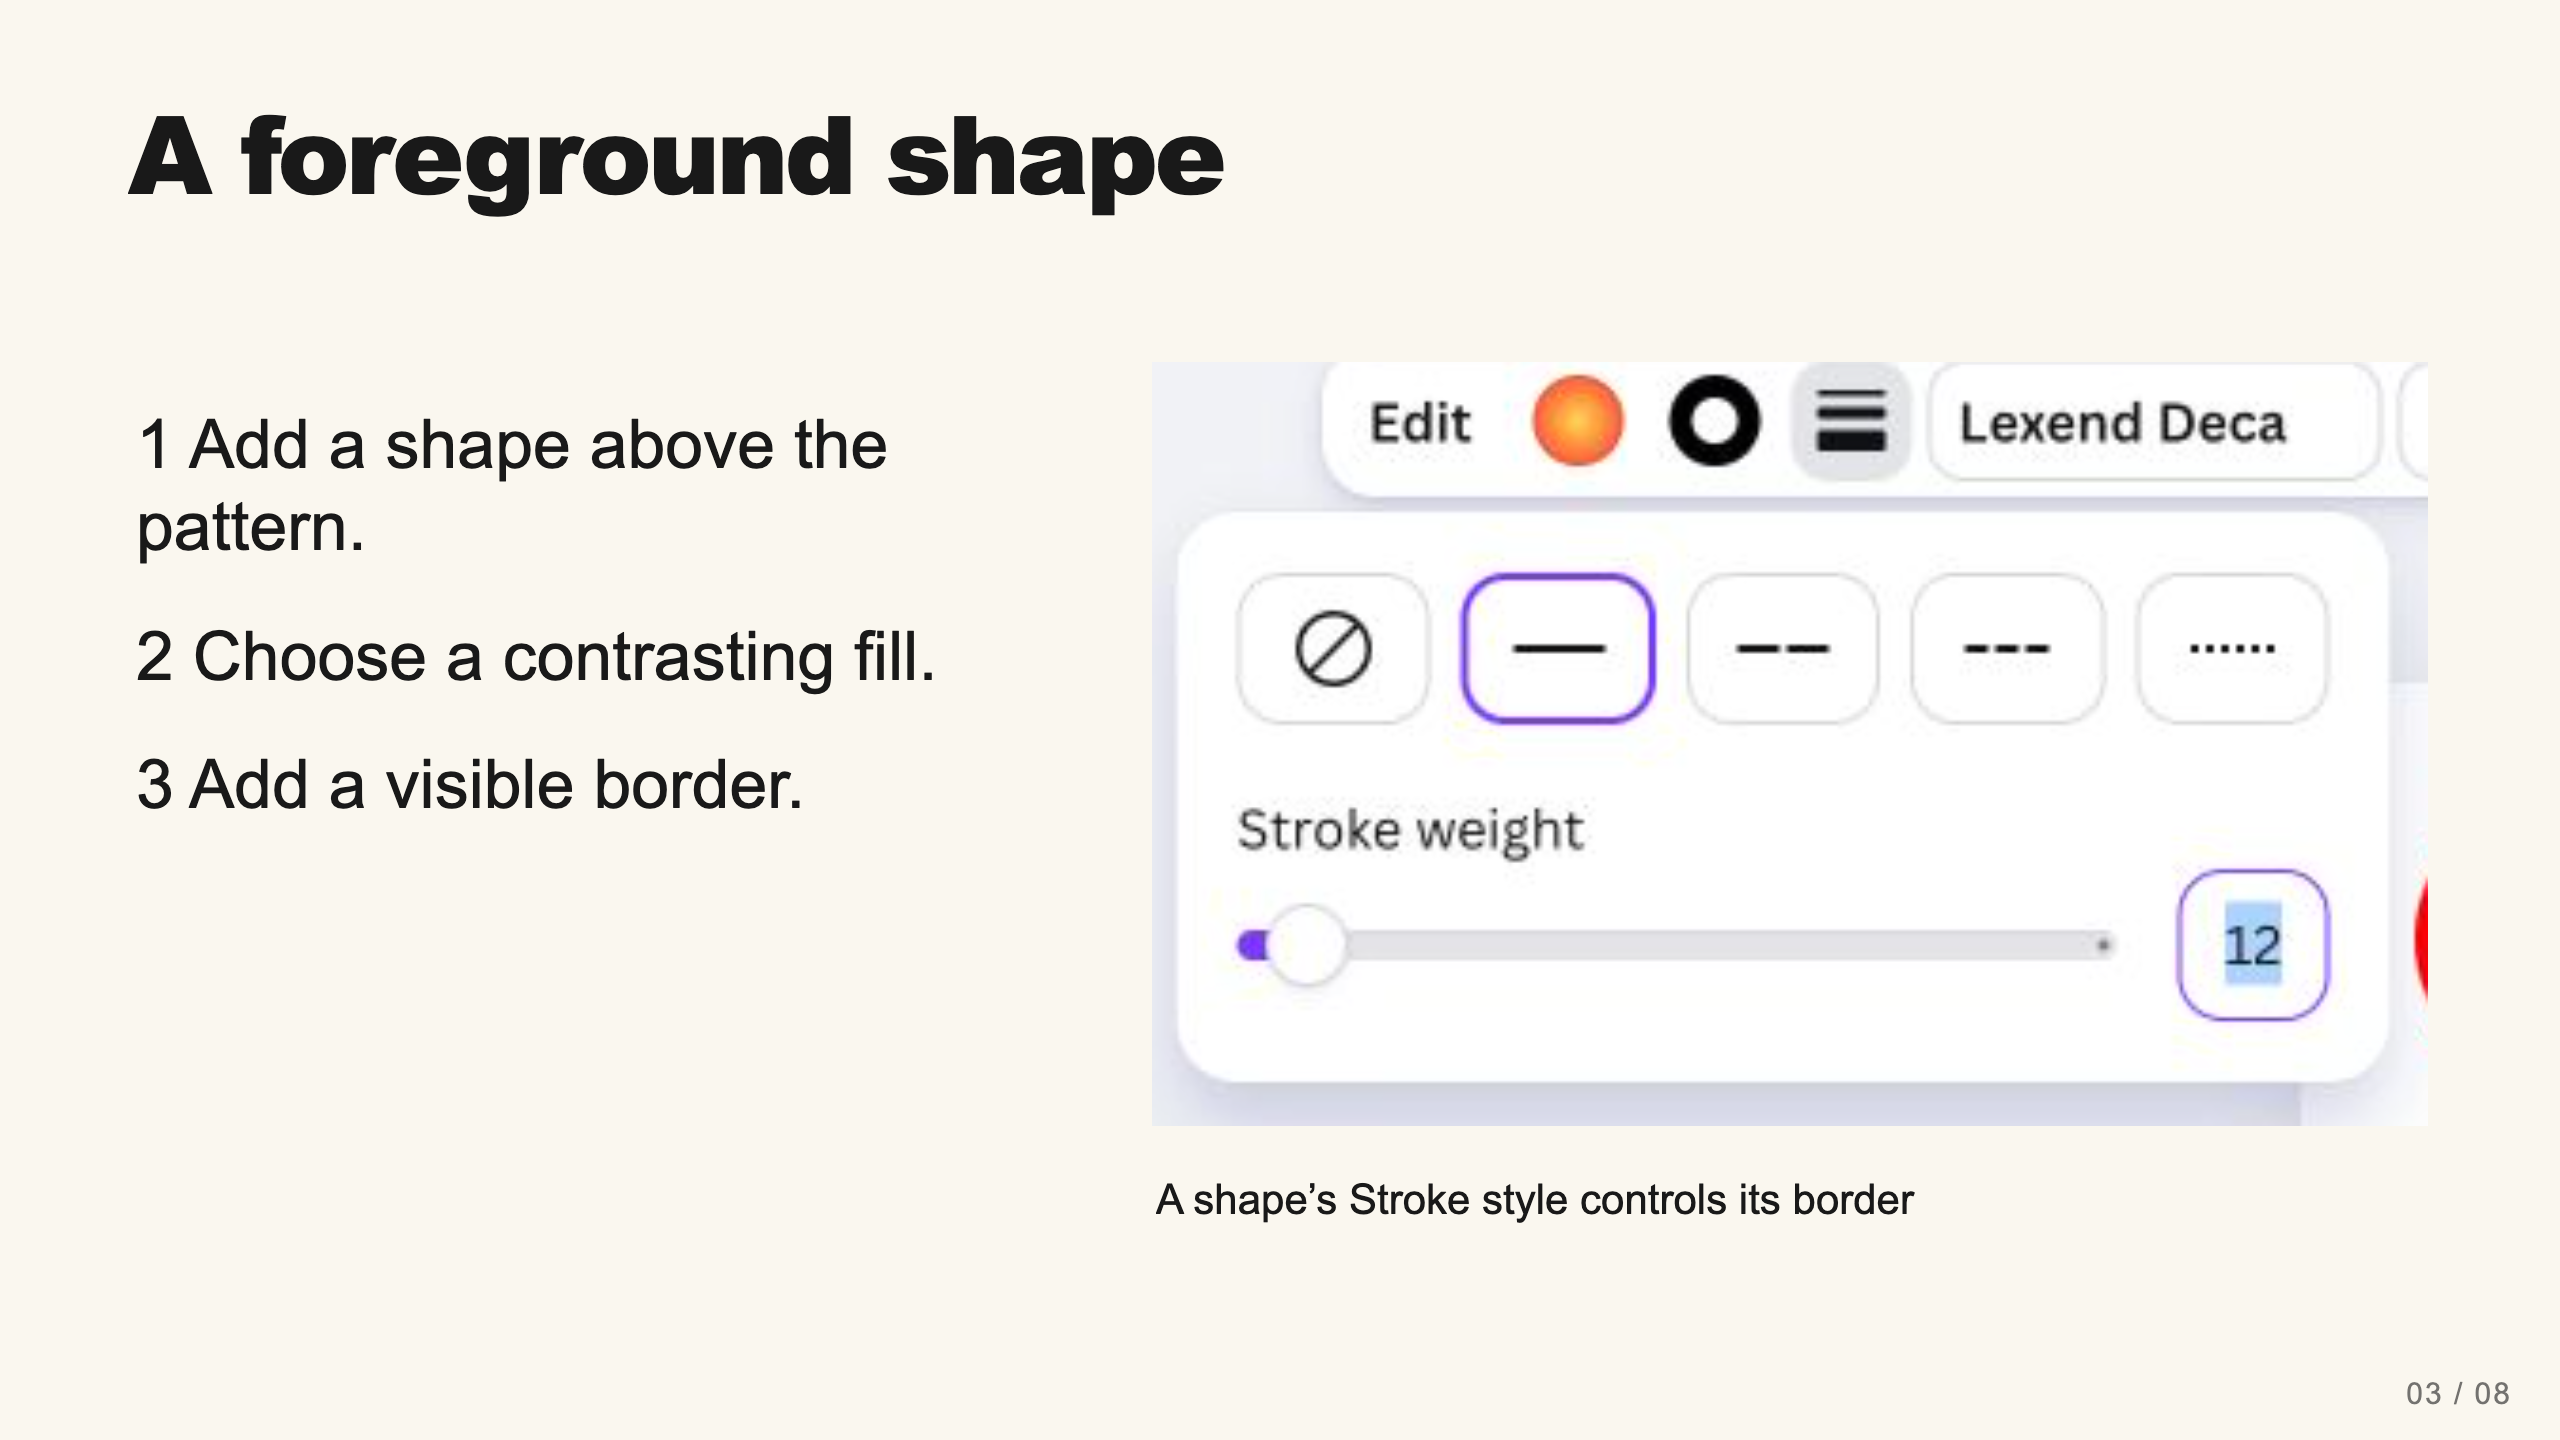 A foreground shape
1 Add a shape above the
pattern.
2 Choose a contrasting fill.
3 Add a visible border.
Edit
Lexend Deca
Stroke weight
12
A shape’s Stroke style controls its border
03 / 08